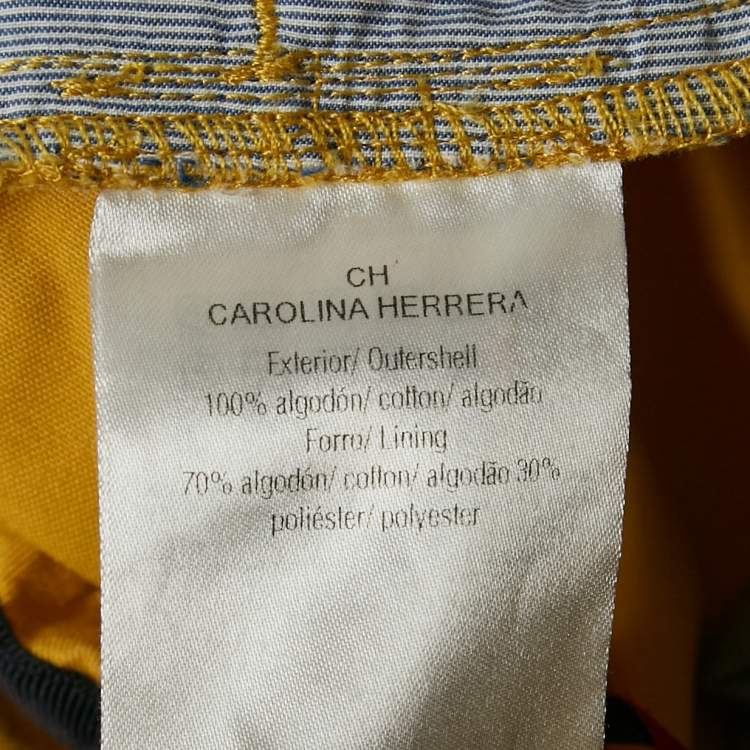 CH
CAROLINA HERRERA
Exterior/ Outershell
100% algodón/ cotton/ algodão
Forro/ Lining
70% algodón/ cotton/ algodão 30%
poliéster/ polyester